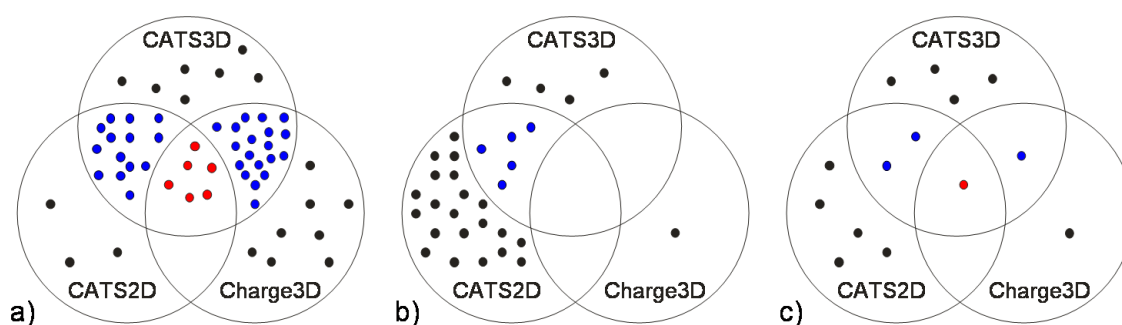 CATS3D
CATS2D
Charge3D
a)
CATS3D
CATS2D
Charge3D
b)
CATS3D
CATS2D
Charge3D
c)